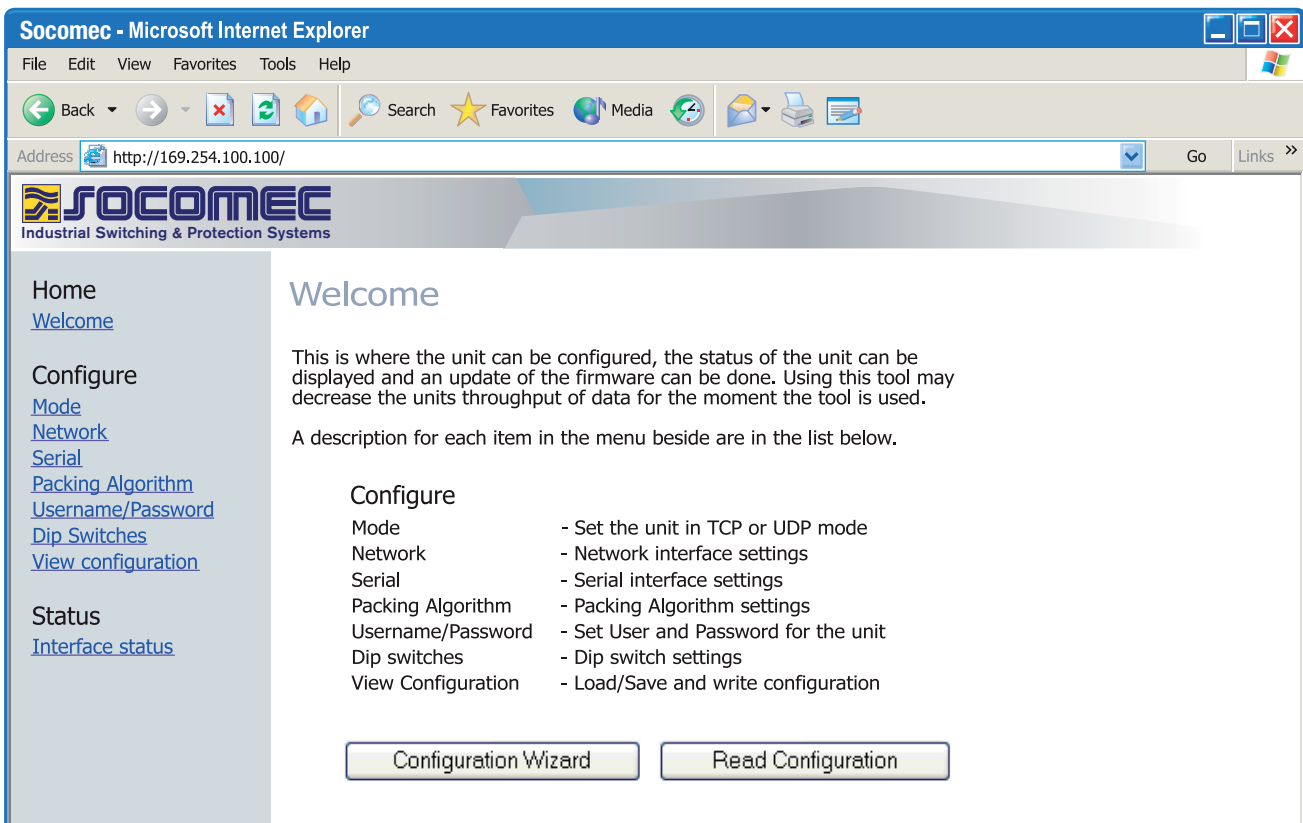 Socomec - Microsoft Internet Explorer
File Edit View Favorites Tools Help
Back Search Favorites Media
Address http://169.254.100.100/ Go Links »
SOCOMEC
Industrial Switching & Protection Systems
Home
Welcome
Configure
Mode
Network
Serial
Packing Algorithm
Username/Password
Dip Switches
View configuration
Status
Interface status
Welcome
This is where the unit can be configured, the status of the unit can be
displayed and an update of the firmware can be done. Using this tool may
decrease the units throughput of data for the moment the tool is used.
A description for each item in the menu beside are in the list below.
Configure
Mode - Set the unit in TCP or UDP mode
Network - Network interface settings
Serial - Serial interface settings
Packing Algorithm - Packing Algorithm settings
Username/Password - Set User and Password for the unit
Dip switches - Dip switch settings
View Configuration - Load/Save and write configuration
Configuration Wizard Read Configuration